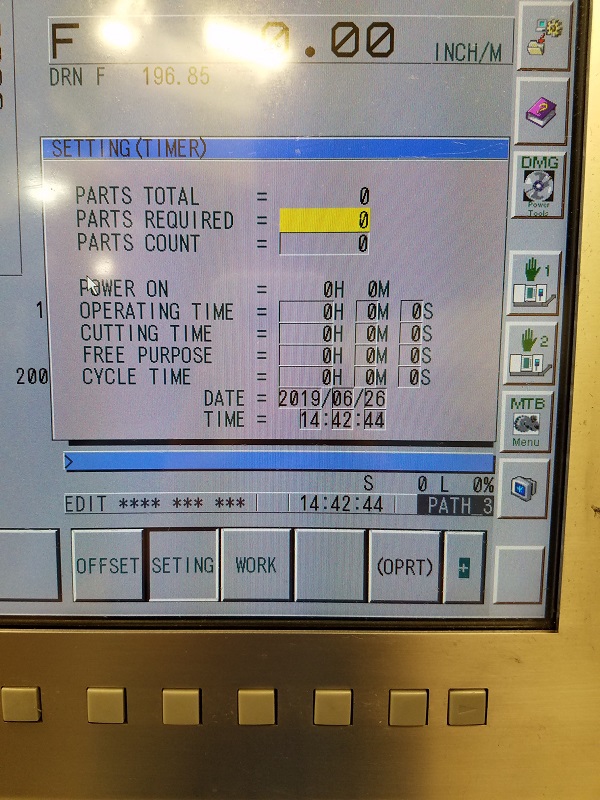 F 0.00 INCH/M
DRN F 196.85
SETTING(TIMER)
PARTS TOTAL = 0
PARTS REQUIRED = 0
PARTS COUNT = 0
POWER ON = 0H 0M
OPERATING TIME = 0H 0M 0S
CUTTING TIME = 0H 0M 0S
FREE PURPOSE = 0H 0M 0S
CYCLE TIME = 0H 0M 0S
DATE = 2019/06/26
TIME = 14:42:44
1
200
>
S 0 L 0%
EDIT **** *** *** 14:42:44 PATH 3
OFFSET SETING WORK (OPRT) +
?
DMG
Power
Tools
1
2
MTB
Menu